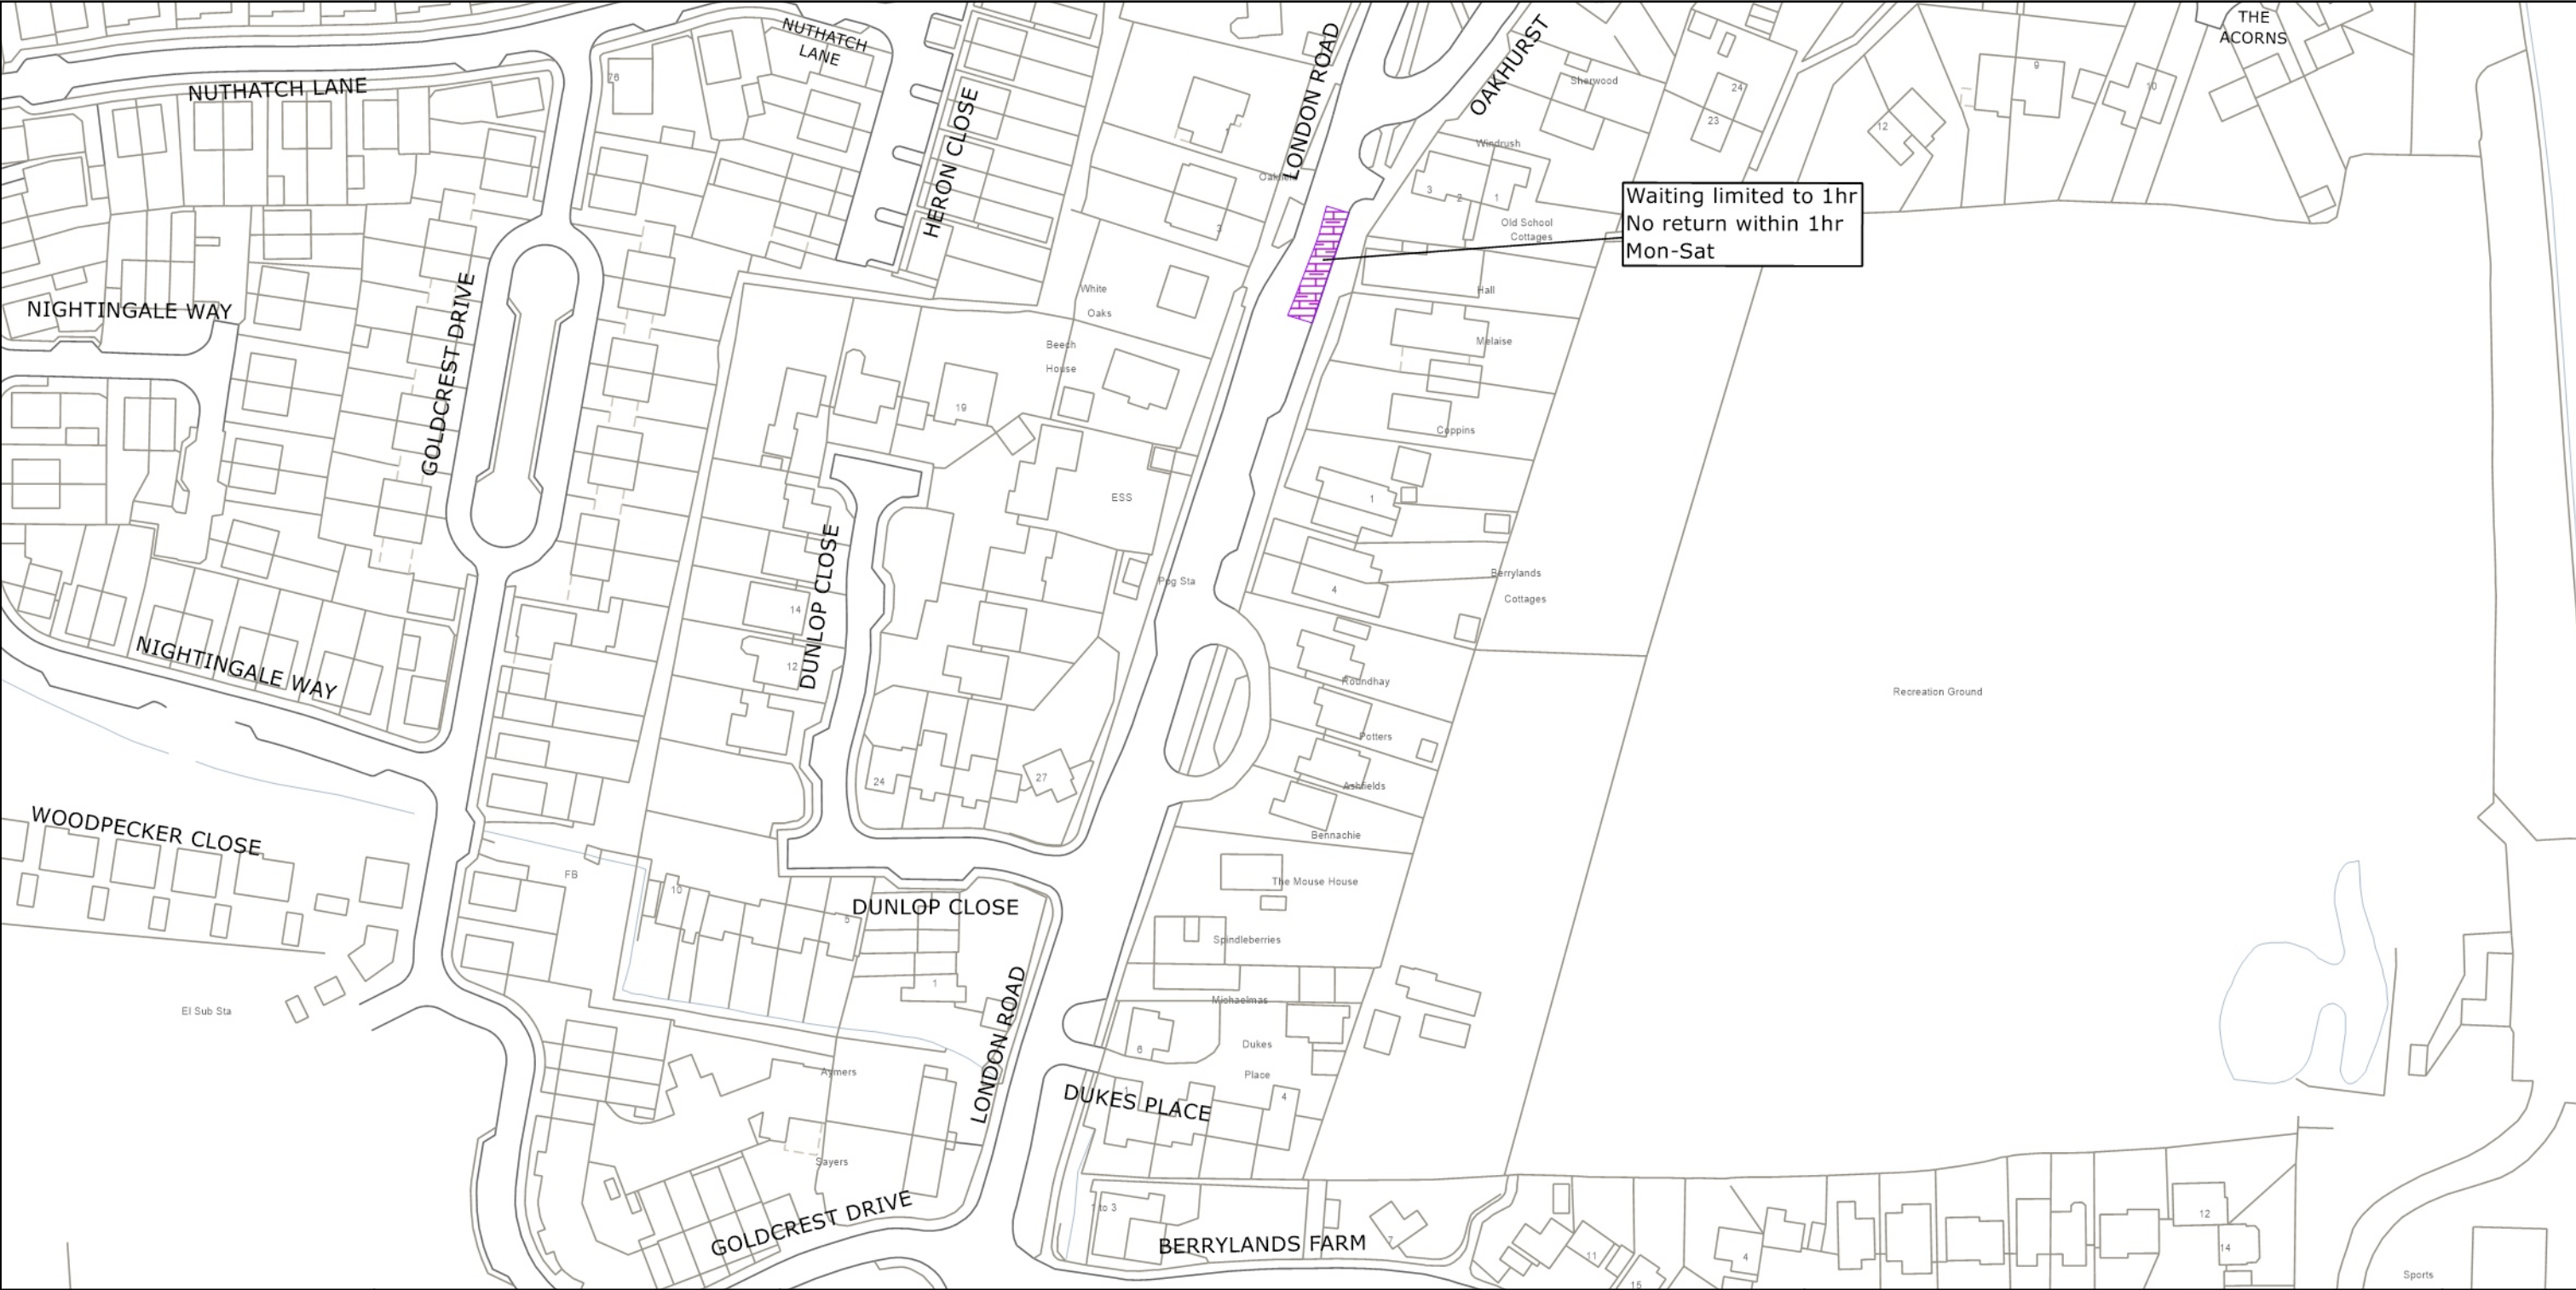 THE
ACORNS
NUTHATCH
LANE
LONDON ROAD
OAKHURST
76
NUTHATCH LANE
Sherwood
9
10
24
23
12
HERON CLOSE
Windrush
3
2
1
Old School
Cottages
Waiting limited to 1hr
No return within 1hr
Mon-Sat
3
White
Oaks
Hall
NIGHTINGALE WAY
GOLDCREST DRIVE
Beech
House
Melaise
19
Coppins
ESS
1
DUNLOP CLOSE
14
Ppg Sta
4
Berrylands
Cottages
12
NIGHTINGALE WAY
Roundhay
Recreation Ground
Potters
24
27
Ashfields
WOODPECKER CLOSE
Bennachie
FB
10
5
The Mouse House
DUNLOP CLOSE
Spindleberries
1
LONDON ROAD
El Sub Sta
Michaelmas
6
Dukes
Place
Aymers
1
DUKES PLACE
4
Sayers
GOLDCREST DRIVE
1 to 3
BERRYLANDS FARM
7
11
15
4
12
14
Sports